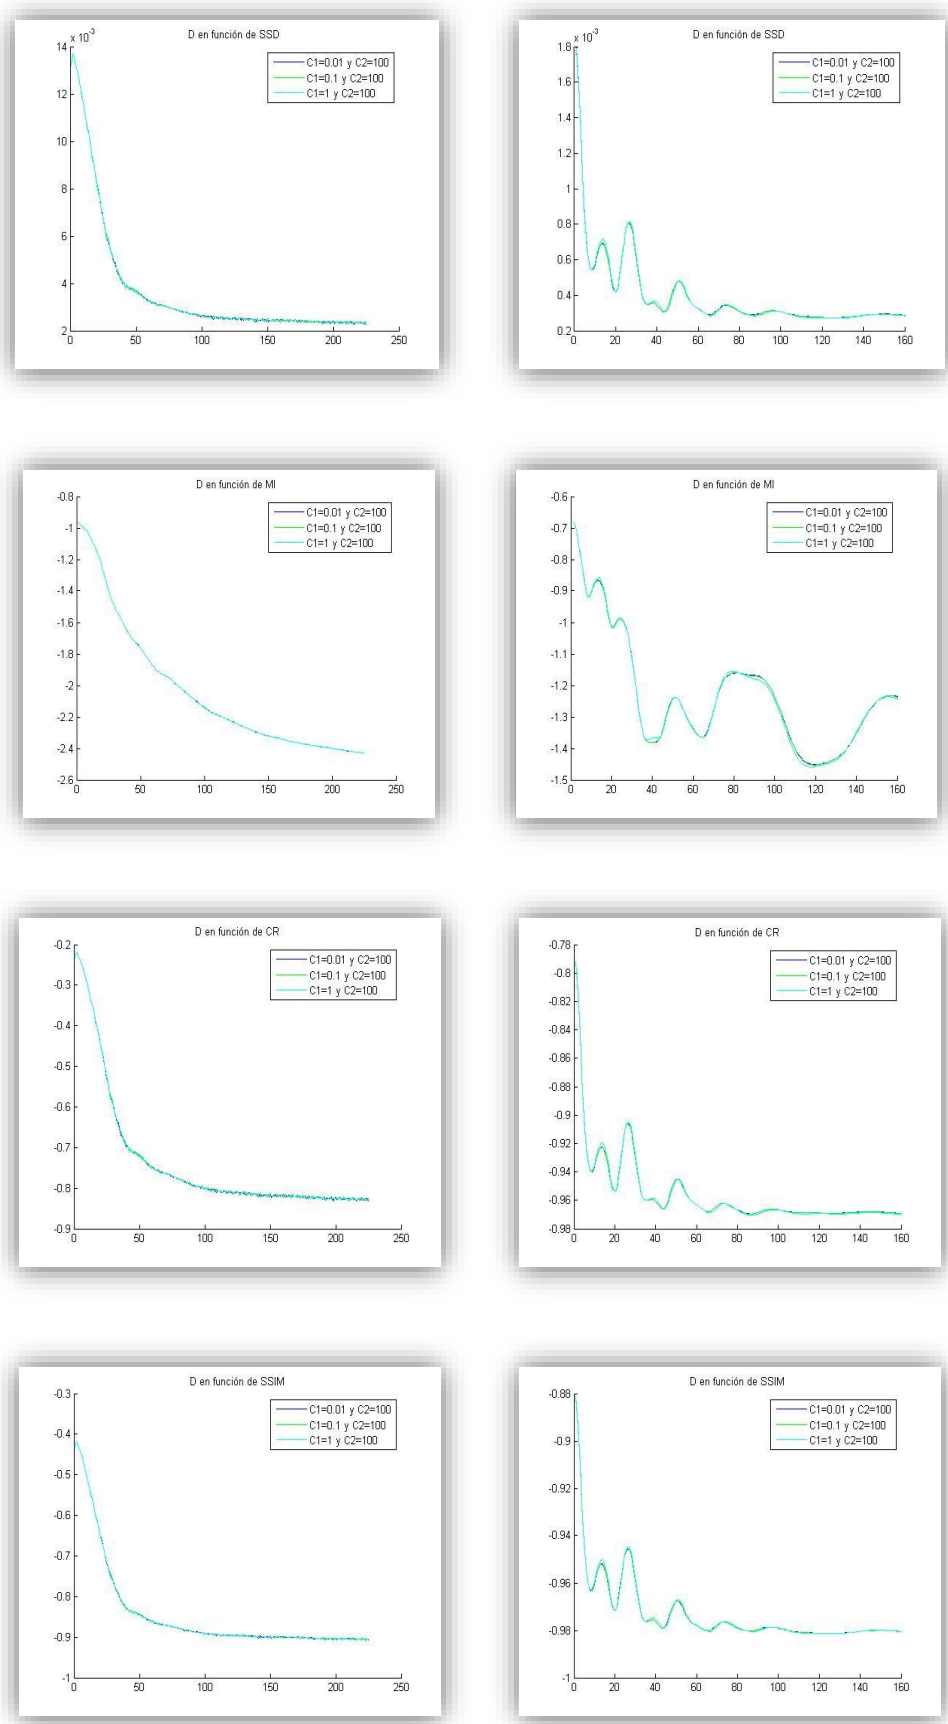 D en función de SSD
x 10^-3
14
12
10
8
6
4
2
0 50 100 150 200 250
C1=0.01 y C2=100
C1=0.1 y C2=100
C1=1 y C2=100
D en función de SSD
x 10^-3
1.8
1.6
1.4
1.2
1
0.8
0.6
0.4
0.2
0 20 40 60 80 100 120 140 160
C1=0.01 y C2=100
C1=0.1 y C2=100
C1=1 y C2=100
D en función de MI
-0.8
-1
-1.2
-1.4
-1.6
-1.8
-2
-2.2
-2.4
-2.6
0 50 100 150 200 250
C1=0.01 y C2=100
C1=0.1 y C2=100
C1=1 y C2=100
D en función de MI
-0.6
-0.7
-0.8
-0.9
-1
-1.1
-1.2
-1.3
-1.4
-1.5
0 20 40 60 80 100 120 140 160
C1=0.01 y C2=100
C1=0.1 y C2=100
C1=1 y C2=100
D en función de CR
-0.2
-0.3
-0.4
-0.5
-0.6
-0.7
-0.8
-0.9
0 50 100 150 200 250
C1=0.01 y C2=100
C1=0.1 y C2=100
C1=1 y C2=100
D en función de CR
-0.78
-0.8
-0.82
-0.84
-0.86
-0.88
-0.9
-0.92
-0.94
-0.96
-0.98
0 20 40 60 80 100 120 140 160
C1=0.01 y C2=100
C1=0.1 y C2=100
C1=1 y C2=100
D en función de SSIM
-0.3
-0.4
-0.5
-0.6
-0.7
-0.8
-0.9
-1
0 50 100 150 200 250
C1=0.01 y C2=100
C1=0.1 y C2=100
C1=1 y C2=100
D en función de SSIM
-0.88
-0.9
-0.92
-0.94
-0.96
-0.98
-1
0 20 40 60 80 100 120 140 160
C1=0.01 y C2=100
C1=0.1 y C2=100
C1=1 y C2=100